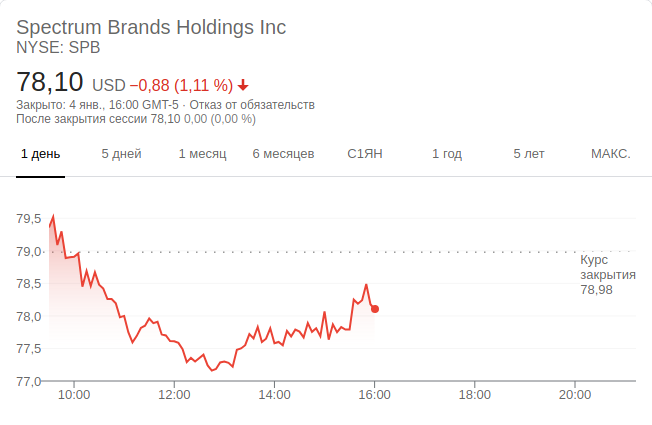 Spectrum Brands Holdings Inc
NYSE: SPB
78,10 USD −0,88 (1,11 %)
Закрыто: 4 янв., 16:00 GMT-5 · Отказ от обязательств
После закрытия сессии 78,10 0,00 (0,00 %)
1 день 5 дней 1 месяц 6 месяцев С1ЯН 1 год 5 лет МАКС.
79,5
79,0
Курс
закрытия
78,98
78,5
78,0
77,5
77,0
10:00 12:00 14:00 16:00 18:00 20:00